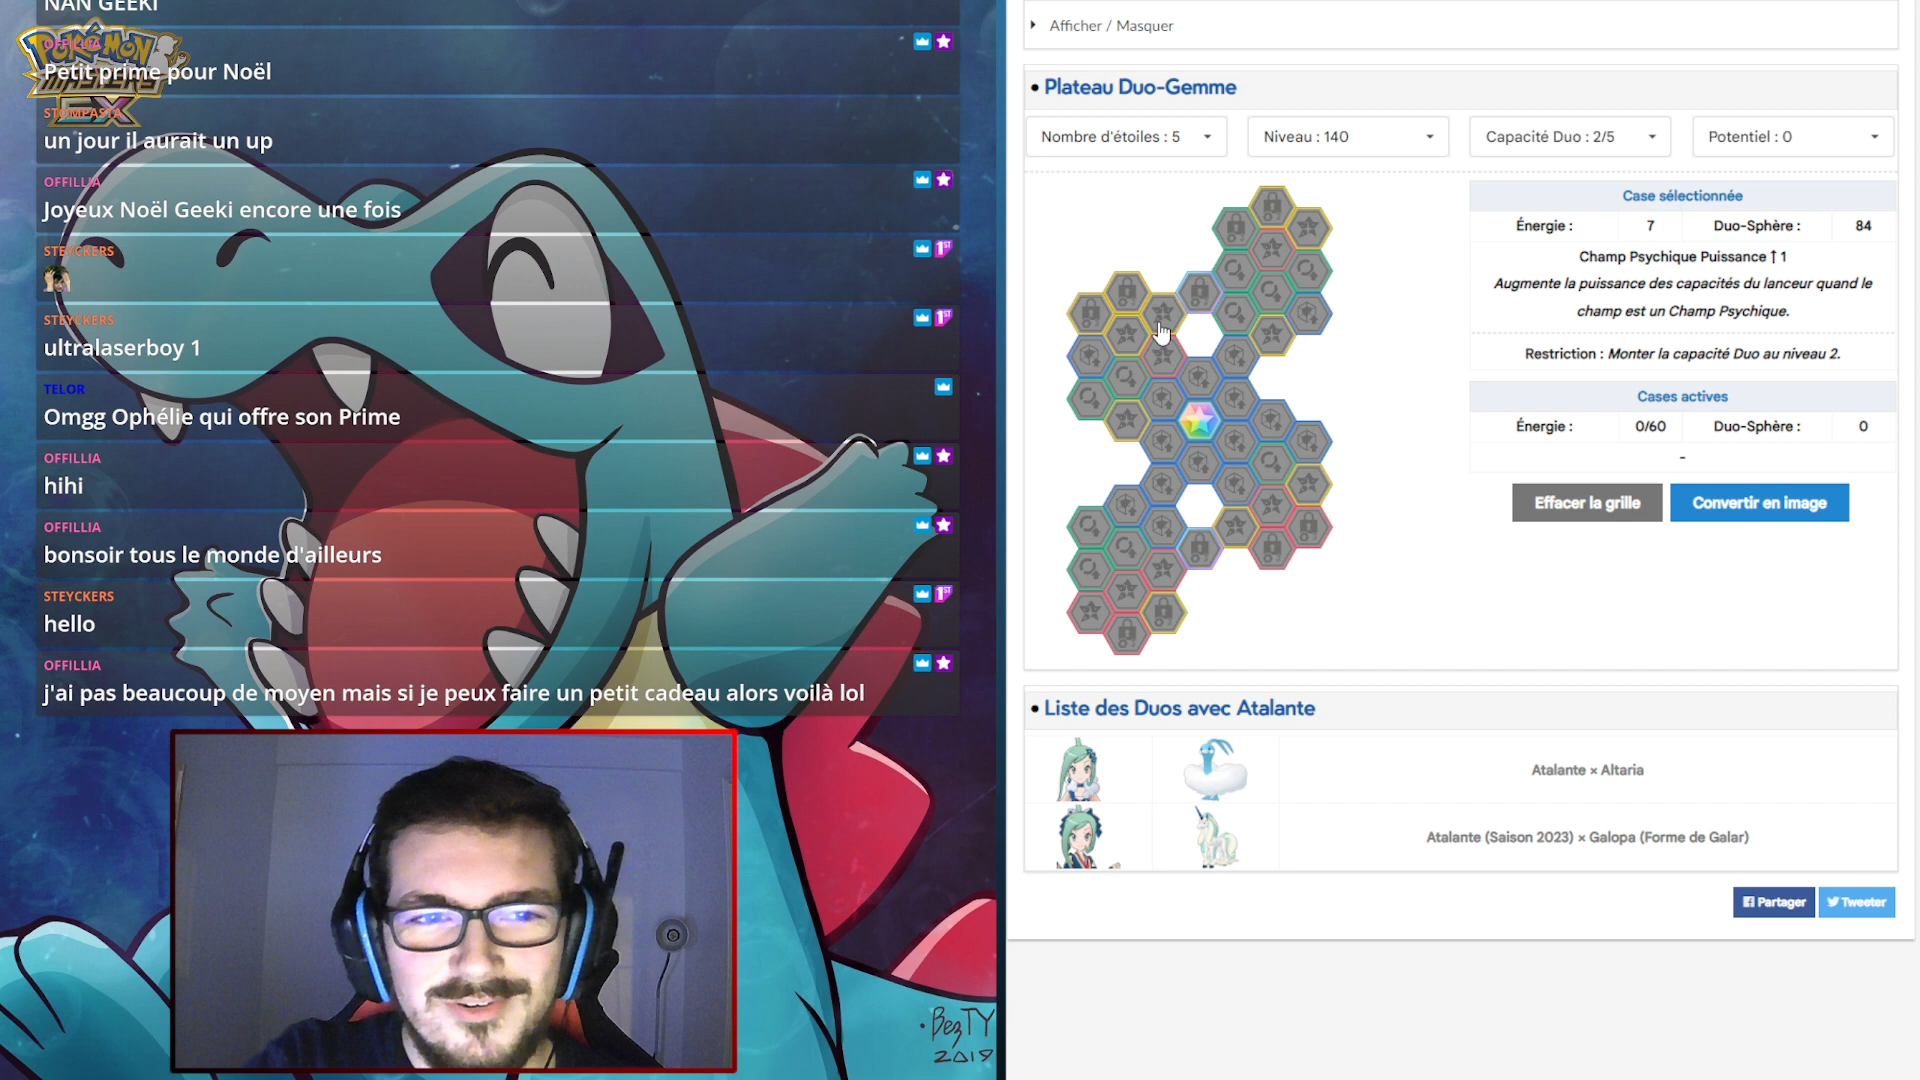 NAN GEEKI
OFFILLIA
Petit prime pour Noël
POKÉMON
MASTERS
EX
STOMPASTA
un jour il aurait un up
OFFILLIA
Joyeux Noël Geeki encore une fois
STEYCKERS
1ST
STEYCKERS
1ST
ultralaserboy 1
TELOR
Omgg Ophélie qui offre son Prime
OFFILLIA
hihi
OFFILLIA
bonsoir tous le monde d'ailleurs
STEYCKERS
1ST
hello
OFFILLIA
j'ai pas beaucoup de moyen mais si je peux faire un petit cadeau alors voilà lol
BezTY
2019
Afficher / Masquer
• Plateau Duo-Gemme
Nombre d'étoiles : 5
Niveau : 140
Capacité Duo : 2/5
Potentiel : 0
Case sélectionnée
Énergie : 7 Duo-Sphère : 84
Champ Psychique Puissance ↑ 1
Augmente la puissance des capacités du lanceur quand le
champ est un Champ Psychique.
Restriction : Monter la capacité Duo au niveau 2.
Cases actives
Énergie : 0/60 Duo-Sphère : 0
-
Effacer la grille
Convertir en image
• Liste des Duos avec Atalante
Atalante × Altaria
Atalante (Saison 2023) × Galopa (Forme de Galar)
Partager
Tweeter